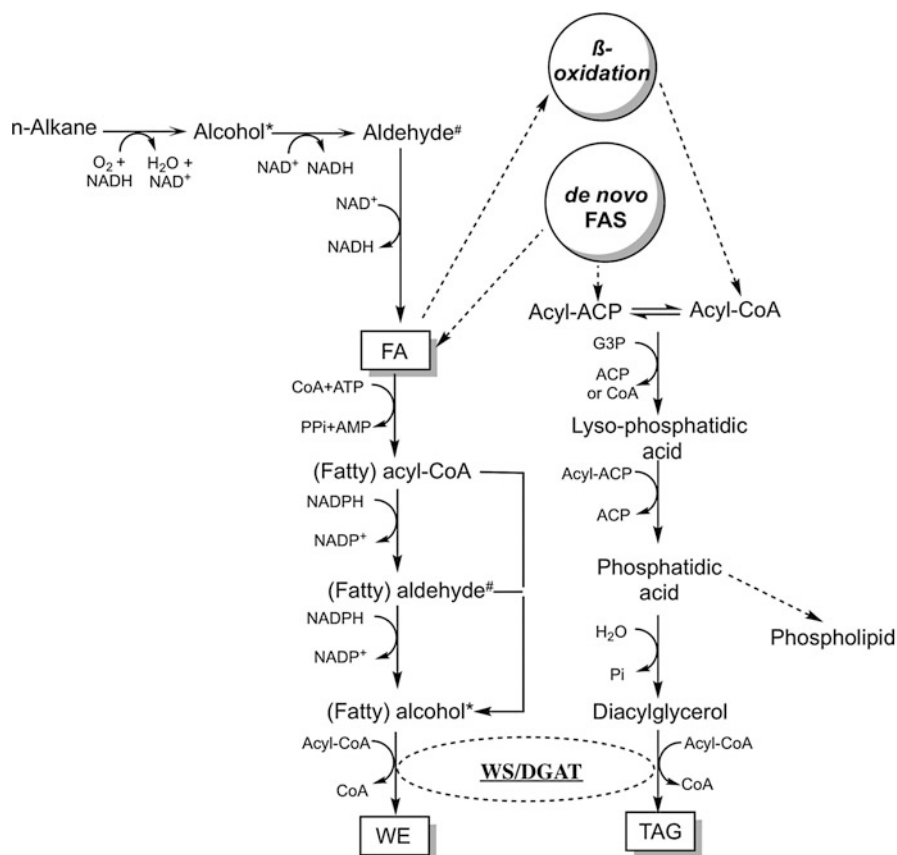 ß-
oxidation
n-Alkane
Alcohol*
Aldehyde#
O2 +
NADH
H2O +
NAD+
NAD+
NADH
de novo
FAS
NAD+
NADH
Acyl-ACP
Acyl-CoA
FA
G3P
ACP
or CoA
CoA+ATP
PPi+AMP
Lyso-phosphatidic
acid
(Fatty) acyl-CoA
Acyl-ACP
ACP
NADPH
NADP+
Phosphatidic
acid
(Fatty) aldehyde#
NADPH
NADP+
H2O
Pi
Phospholipid
(Fatty) alcohol*
Diacylglycerol
Acyl-CoA
CoA
WS/DGAT
Acyl-CoA
CoA
WE
TAG